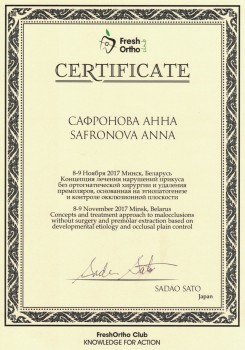 Fresh
Ortho
Club
CERTIFICATE
САФРОНОВА АННА
SAFRONOVA ANNA
8-9 Ноября 2017 Минск, Беларусь
Концепция лечения нарушений прикуса
без ортогнатической хирургии и удаления
премоляров, основанная на этиопатогенезе
и контроле окклюзионной плоскости
8-9 November 2017 Minsk, Belarus
Concepts and treatment approach to malocclusions
without surgery and premolar extraction based on
developmental etiology and occlusal plain control
Sadao Sato
SADAO SATO
Japan
FreshOrtho Club
KNOWLEDGE FOR ACTION